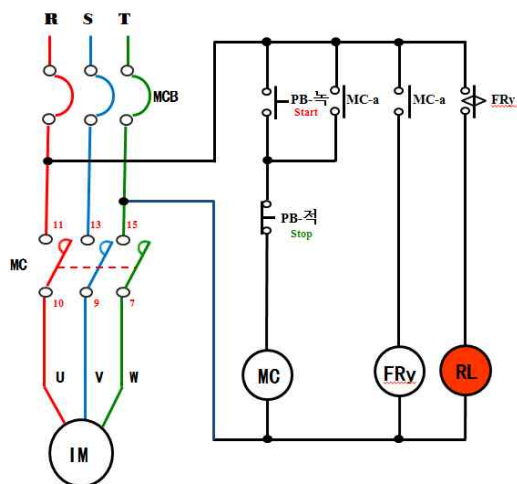 R S T
MCB
PB-녹
Start
MC-a
MC-a
FRy
PB-적
Stop
11 13 15
MC
10 9 7
U V W
IM
MC
FRy
RL